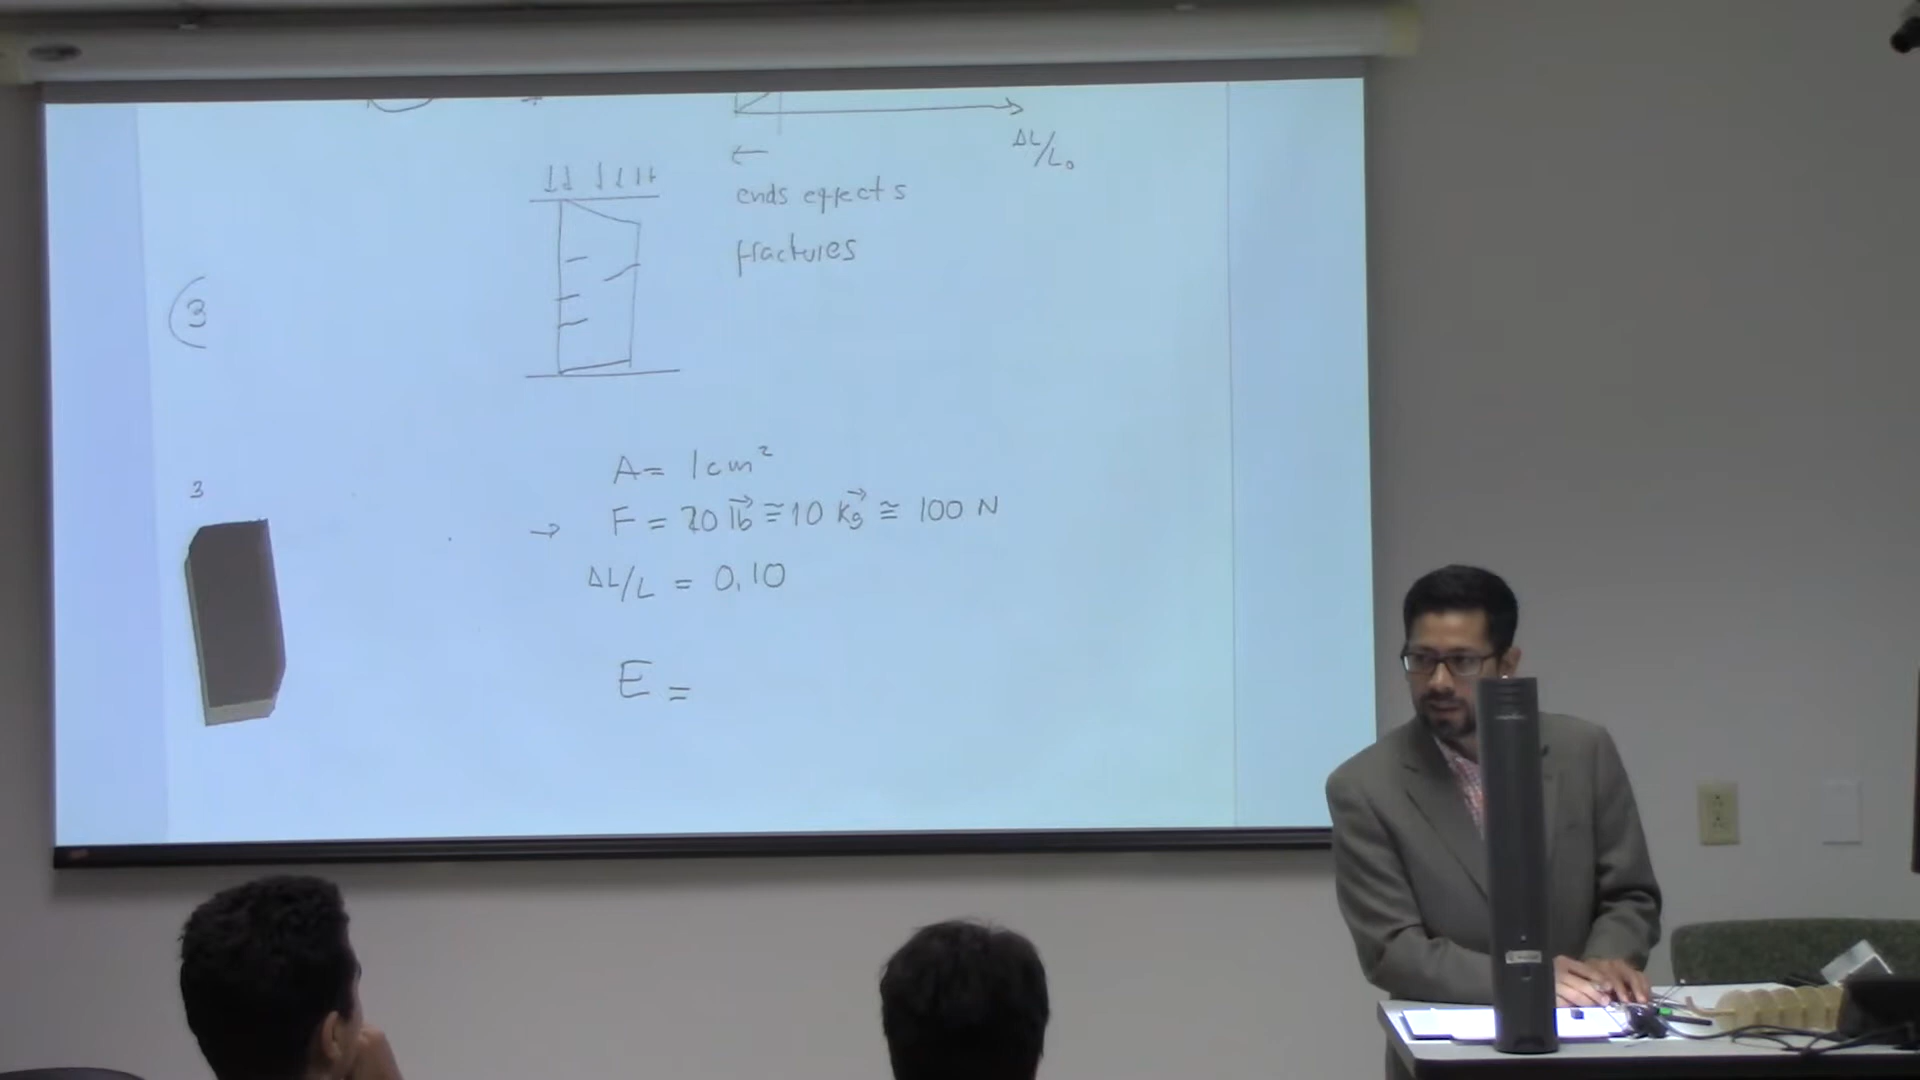 ΔL/L₀
ends effects
fractures
3
3
A = 1cm²
→ F = 20 lb⃗ ≅ 10 kg⃗ ≅ 100 N
ΔL/L = 0.10
E =